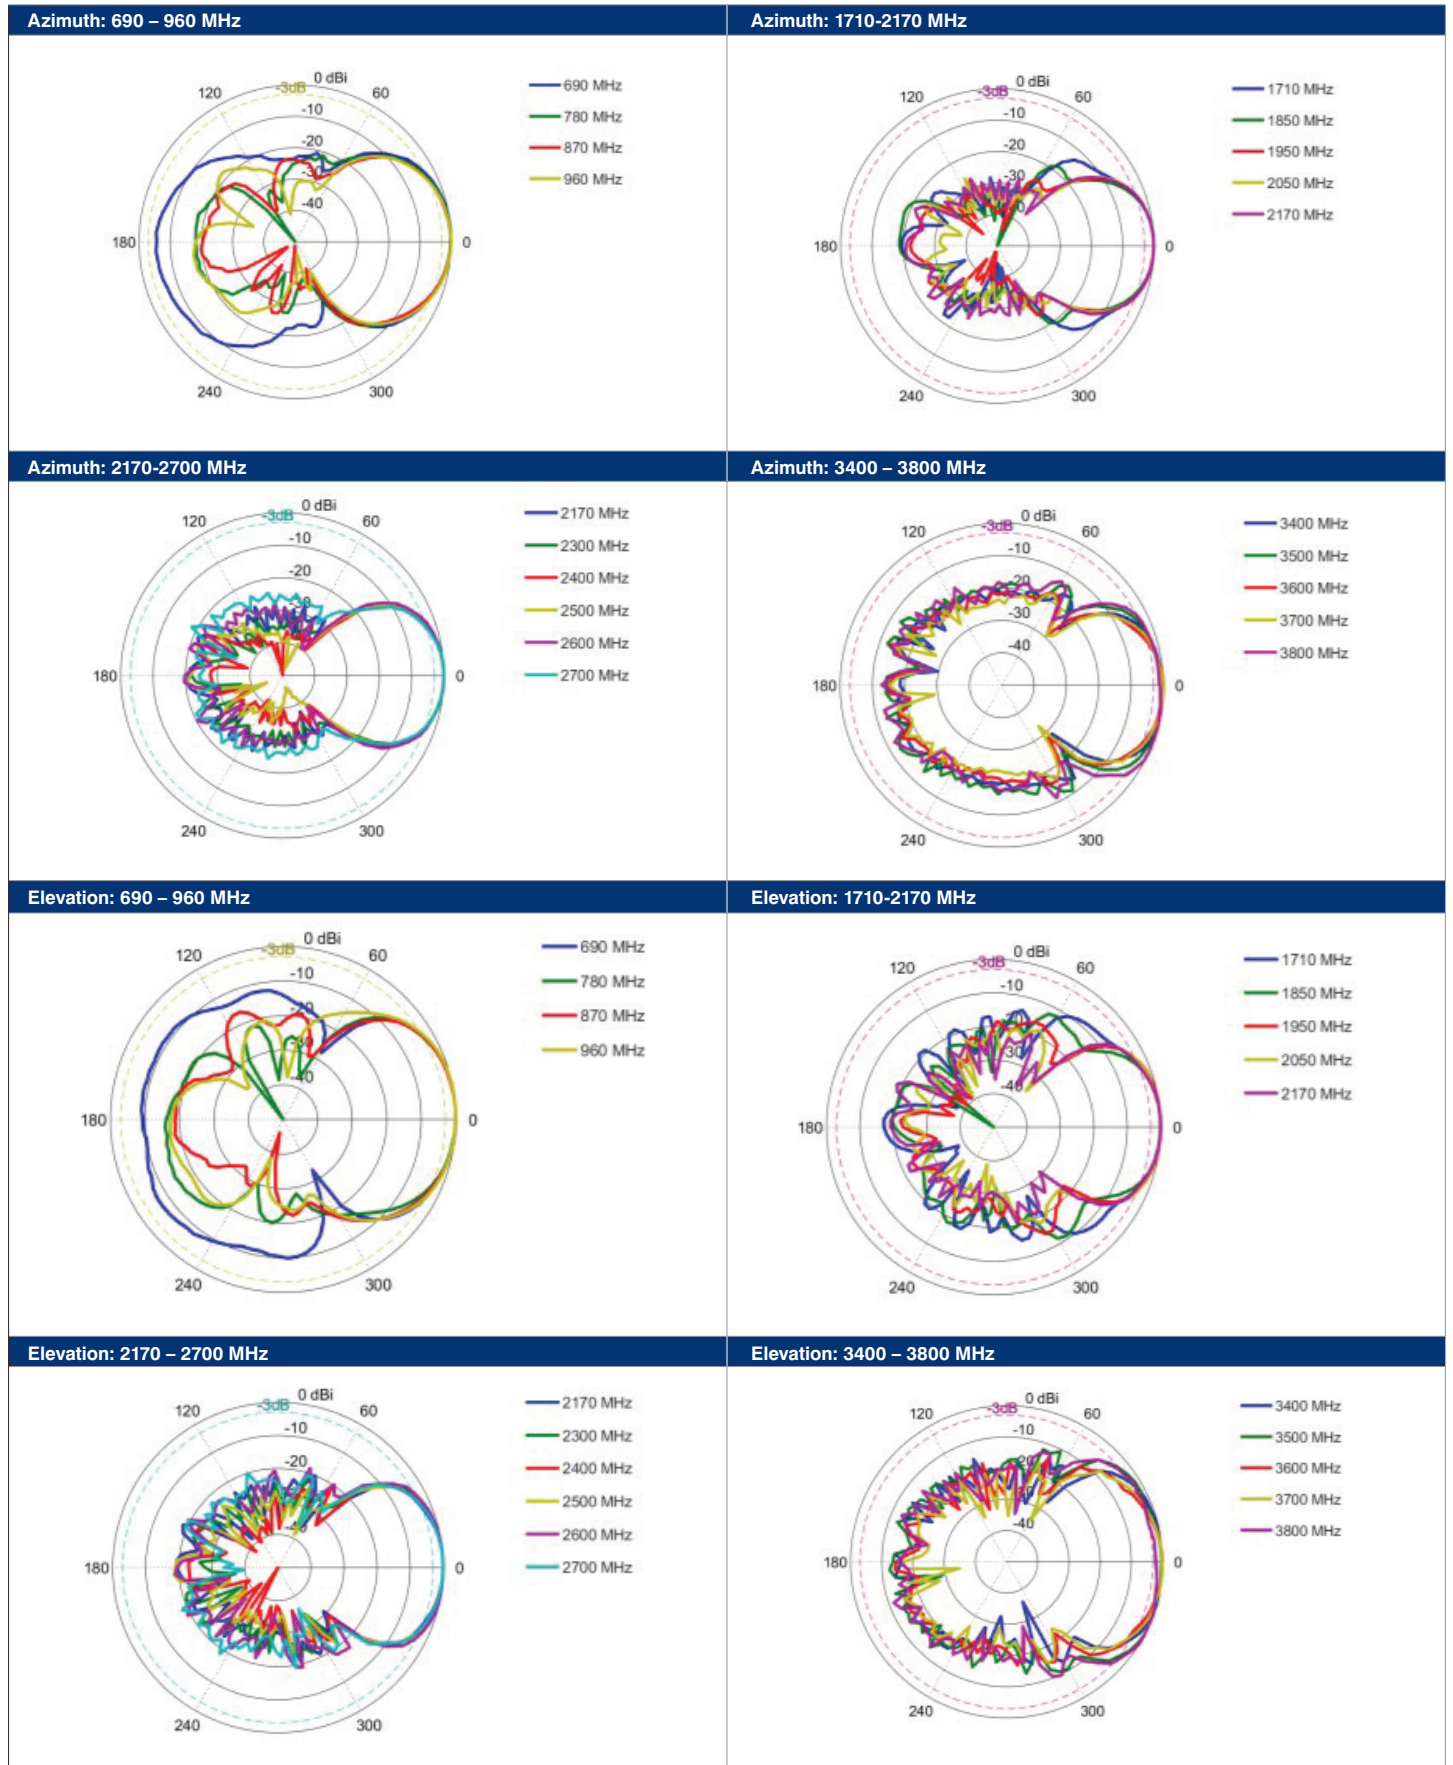 Azimuth: 690 – 960 MHz
0 dBi
-3dB
120
60
-10
-20
-30
-40
180
0
240
300
690 MHz
780 MHz
870 MHz
960 MHz
Azimuth: 1710-2170 MHz
0 dBi
-3dB
120
60
-10
-20
-30
180
0
240
300
1710 MHz
1850 MHz
1950 MHz
2050 MHz
2170 MHz
Azimuth: 2170-2700 MHz
0 dBi
-3dB
120
60
-10
-20
-30
180
0
240
300
2170 MHz
2300 MHz
2400 MHz
2500 MHz
2600 MHz
2700 MHz
Azimuth: 3400 – 3800 MHz
0 dBi
-3dB
120
60
-10
-20
-30
-40
180
0
240
300
3400 MHz
3500 MHz
3600 MHz
3700 MHz
3800 MHz
Elevation: 690 – 960 MHz
0 dBi
-3dB
120
60
-10
-20
-30
-40
180
0
240
300
690 MHz
780 MHz
870 MHz
960 MHz
Elevation: 1710-2170 MHz
0 dBi
-3dB
120
60
-10
-20
-30
-40
180
0
240
300
1710 MHz
1850 MHz
1950 MHz
2050 MHz
2170 MHz
Elevation: 2170 – 2700 MHz
0 dBi
-3dB
120
60
-10
-20
-40
180
0
240
300
2170 MHz
2300 MHz
2400 MHz
2500 MHz
2600 MHz
2700 MHz
Elevation: 3400 – 3800 MHz
0 dBi
-3dB
120
60
-10
-20
-40
180
0
240
300
3400 MHz
3500 MHz
3600 MHz
3700 MHz
3800 MHz